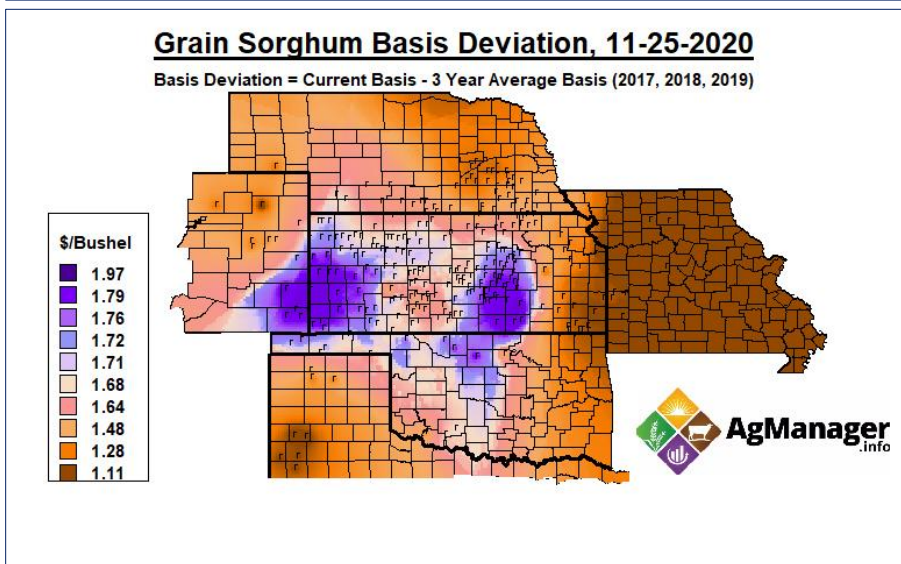 Grain Sorghum Basis Deviation, 11-25-2020
Basis Deviation = Current Basis - 3 Year Average Basis (2017, 2018, 2019)
$/Bushel
1.97
1.79
1.76
1.72
1.71
1.68
1.64
1.48
1.28
1.11
AgManager
.info